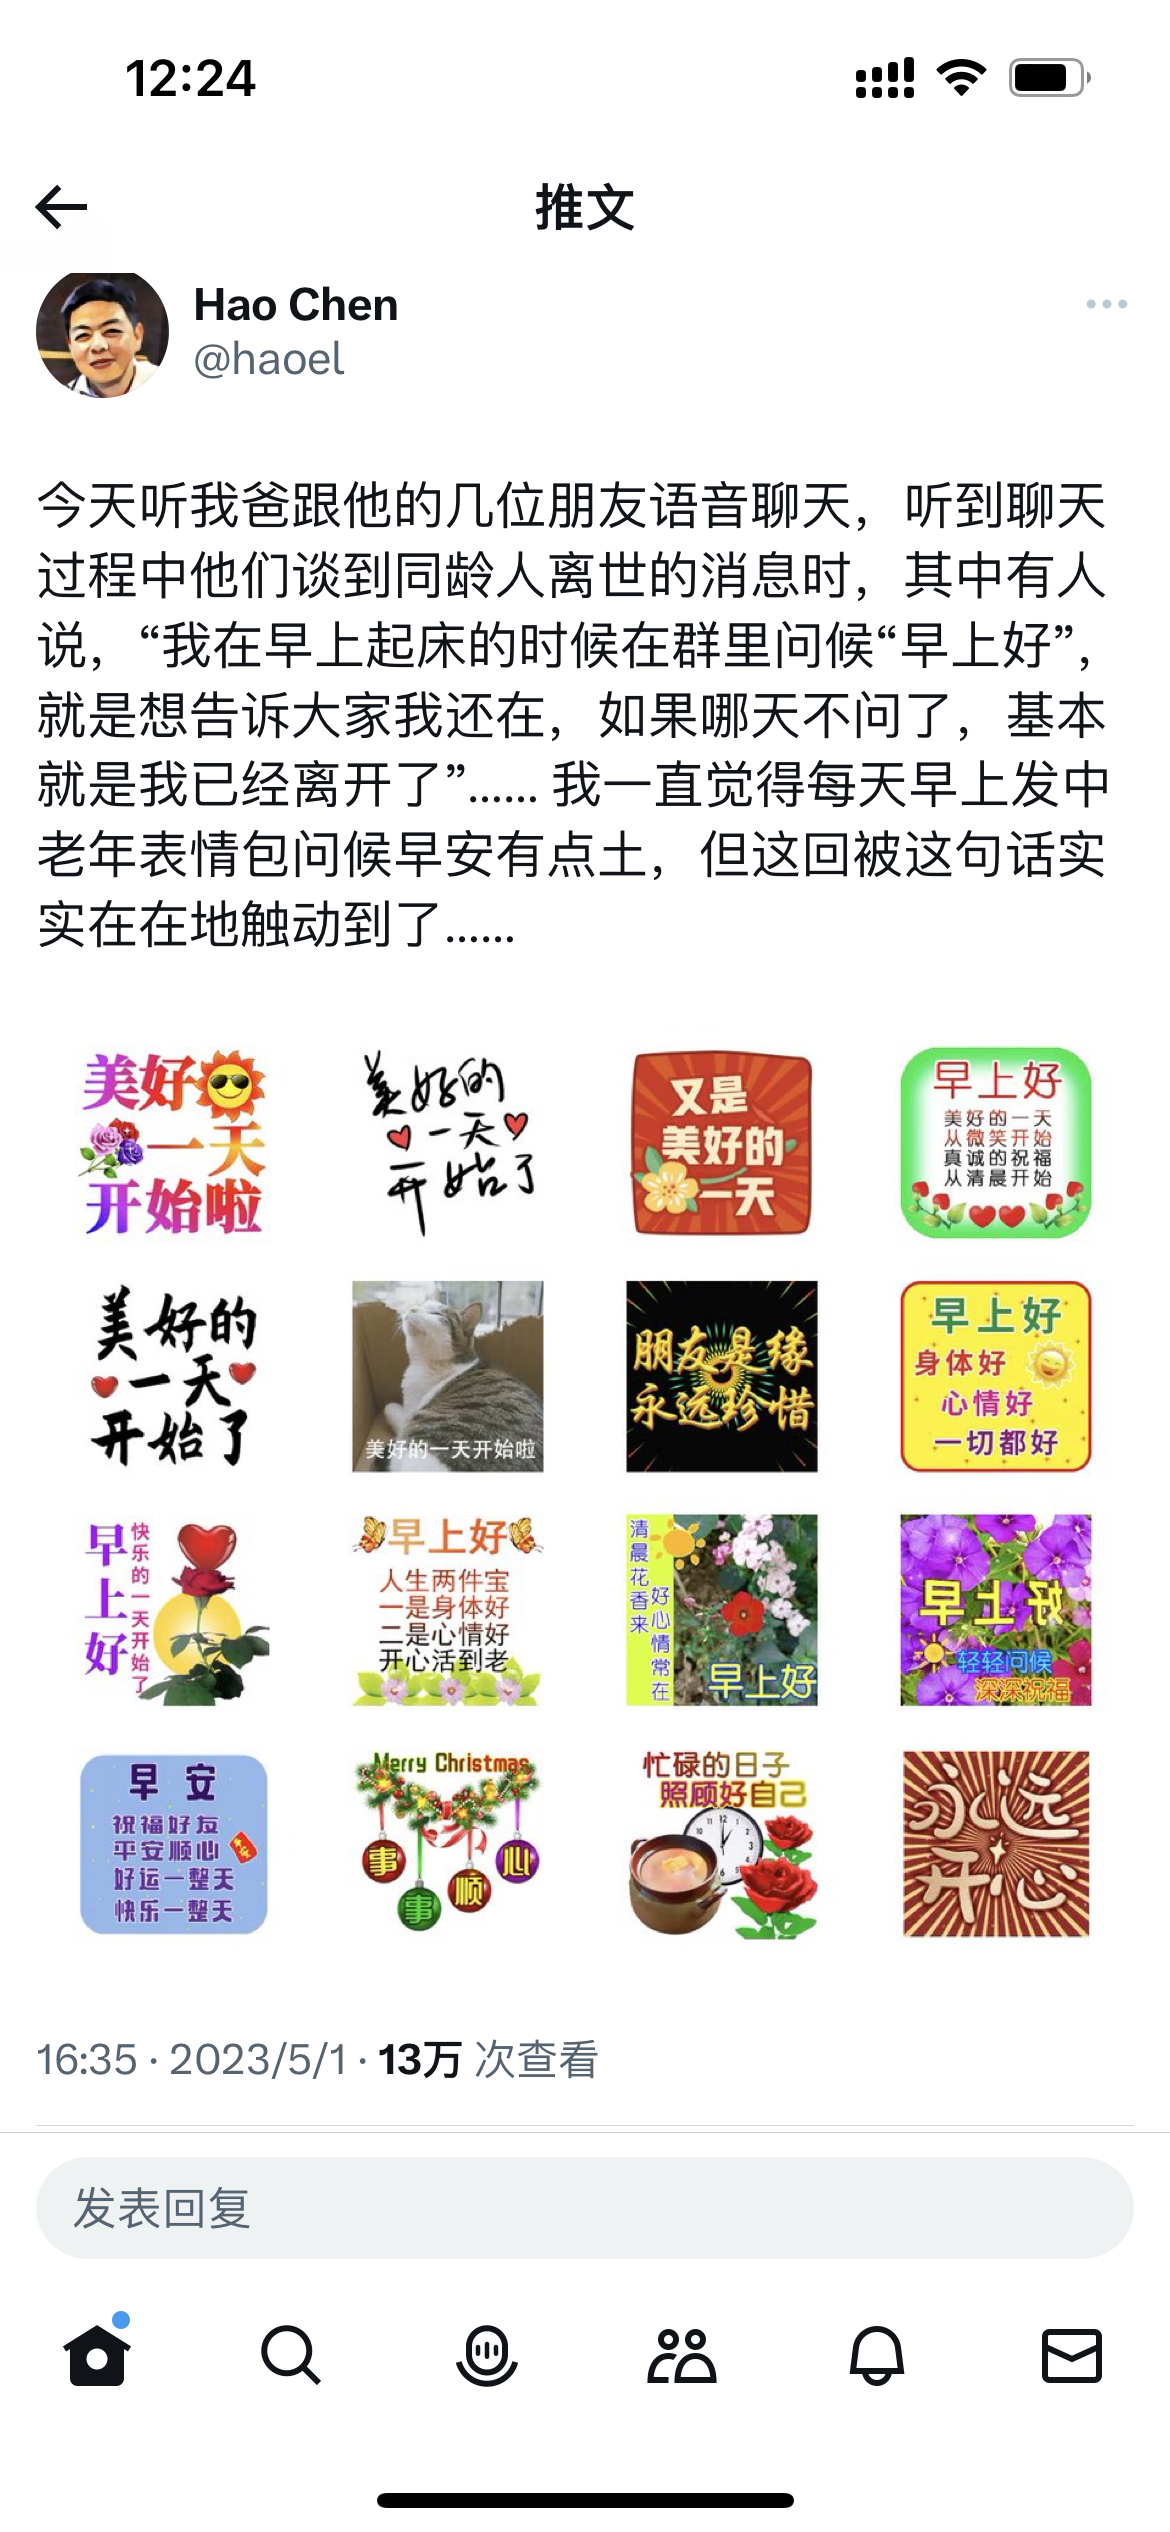 12:24
推文
Hao Chen
@haoel
今天听我爸跟他的几位朋友语音聊天，听到聊天
过程中他们谈到同龄人离世的消息时，其中有人
说，“我在早上起床的时候在群里问候“早上好”，
就是想告诉大家我还在，如果哪天不问了，基本
就是我已经离开了”...... 我一直觉得每天早上发中
老年表情包问候早安有点土，但这回被这句话实
实在在地触动到了......
美好
一天
开始啦
美好的
一天
开始了
又是
美好的
一天
早上好
美好的一天
从微笑开始
真诚的祝福
从清晨开始
美好的
一天
开始了
美好的一天开始啦
朋友是缘
永远珍惜
早上好
身体好
心情好
一切都好
早上好
快乐的一天开始了
早上好
人生两件宝
一是身体好
二是心情好
开心活到老
清晨花香来
好心情常在
早上好
早上好
轻轻问候
深深祝福
早安
祝福好友
平安顺心
好运一整天
快乐一整天
Merry Christmas
事事顺心
忙碌的日子
照顾好自己
永远
开心
16:35 · 2023/5/1 · 13万 次查看
发表回复